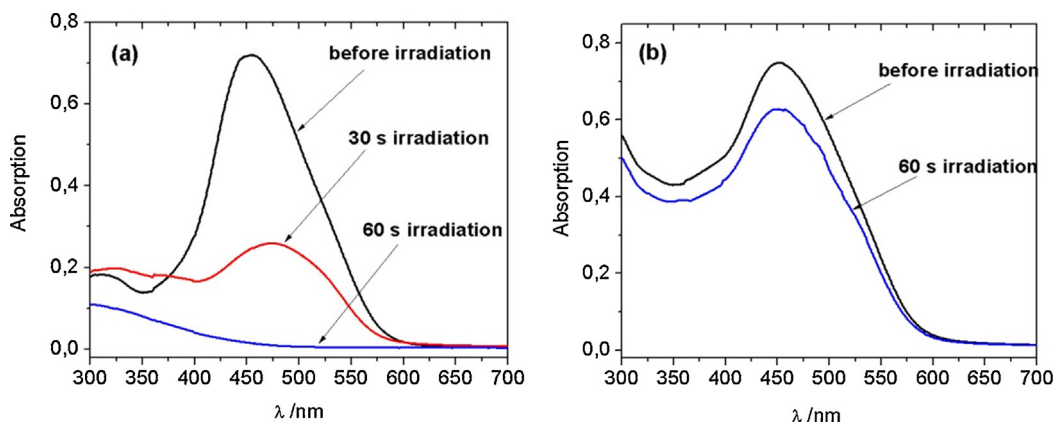 (a)
before irradiation
30 s irradiation
60 s irradiation
Absorption
0,8
0,6
0,4
0,2
0,0
300 350 400 450 500 550 600 650 700
λ /nm
(b)
before irradiation
60 s irradiation
Absorption
0,8
0,6
0,4
0,2
0,0
300 350 400 450 500 550 600 650 700
λ /nm